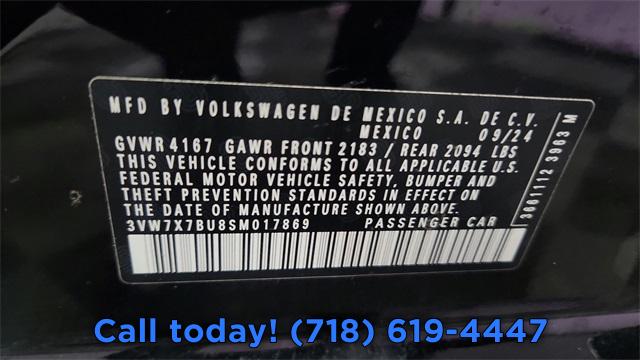 MFD BY VOLKSWAGEN DE MEXICO S.A. DE C.V.
MEXICO 09/24
GVWR 4167 GAWR FRONT 2183 / REAR 2094 LBS
THIS VEHICLE CONFORMS TO ALL APPLICABLE U.S.
FEDERAL MOTOR VEHICLE SAFETY, BUMPER AND
THEFT PREVENTION STANDARDS IN EFFECT ON
THE DATE OF MANUFACTURE SHOWN ABOVE.
3VW7X7BU8SM017869 PASSENGER CAR
3661112 3963 M
Call today! (718) 619-4447